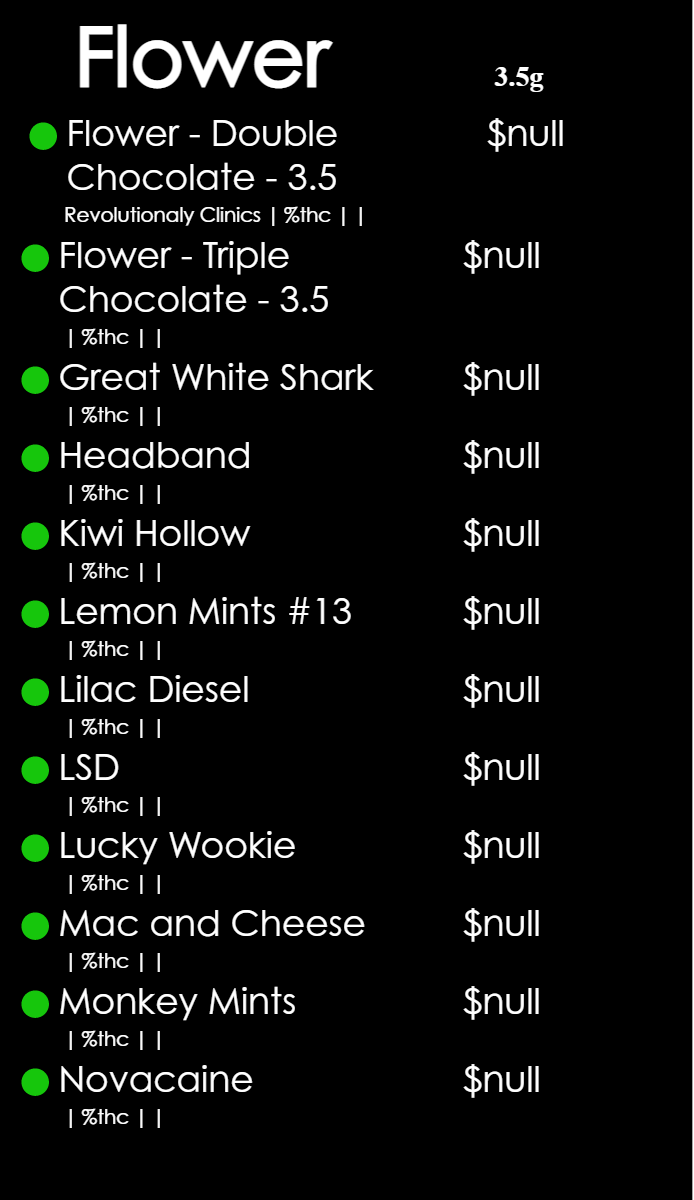 Flower 3.5g
Flower - Double $null
Chocolate - 3.5
Revolutionaly Clinics | %thc | |
Flower - Triple $null
Chocolate - 3.5
| %thc | |
Great White Shark $null
| %thc | |
Headband $null
| %thc | |
Kiwi Hollow $null
| %thc | |
Lemon Mints #13 $null
| %thc | |
Lilac Diesel $null
| %thc | |
LSD $null
| %thc | |
Lucky Wookie $null
| %thc | |
Mac and Cheese $null
| %thc | |
Monkey Mints $null
| %thc | |
Novacaine $null
| %thc | |